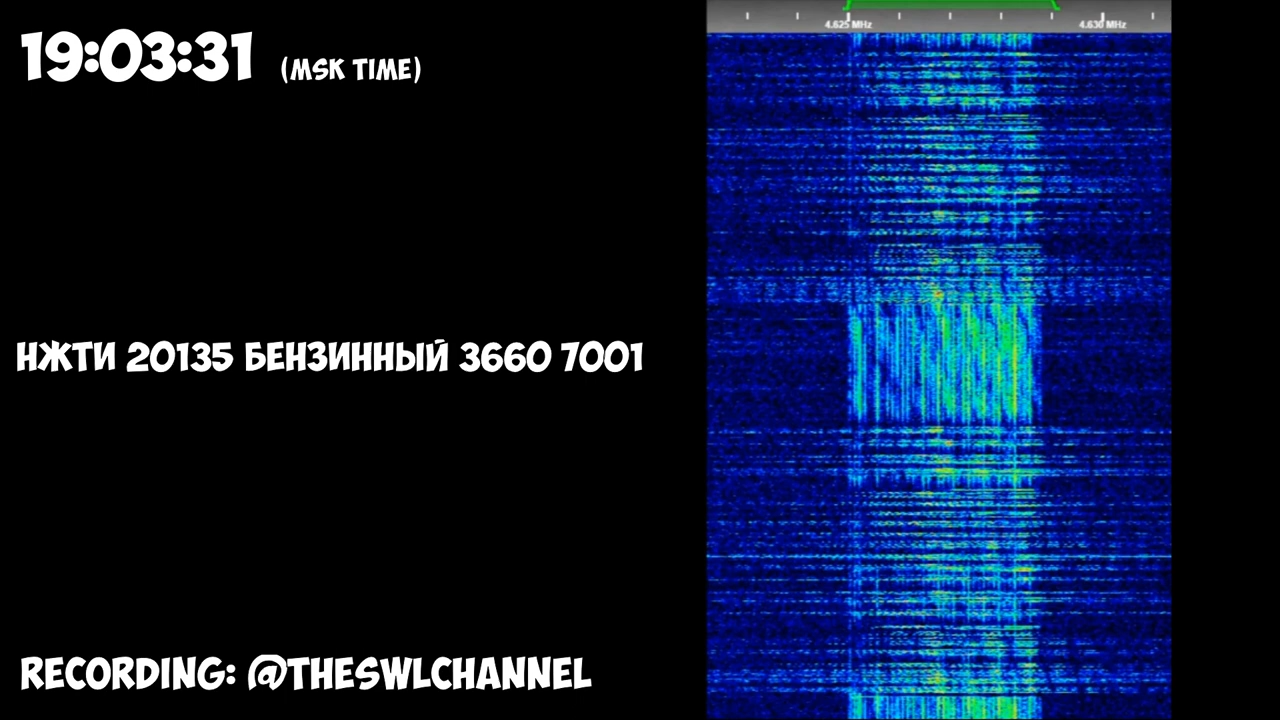 19:03:31 (MSK TIME)
4.625 MHz 4.630 MHz
НЖТИ 20135 БЕНЗИННЫЙ 3660 7001
RECORDING: @THESWLCHANNEL